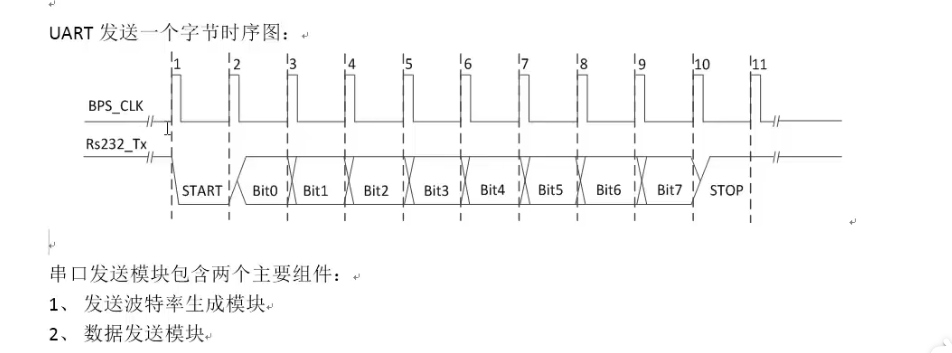 UART 发送一个字节时序图：
1 2 3 4 5 6 7 8 9 10 11
BPS_CLK
Rs232_Tx
START Bit0 Bit1 Bit2 Bit3 Bit4 Bit5 Bit6 Bit7 STOP
串口发送模块包含两个主要组件：
1、 发送波特率生成模块
2、 数据发送模块